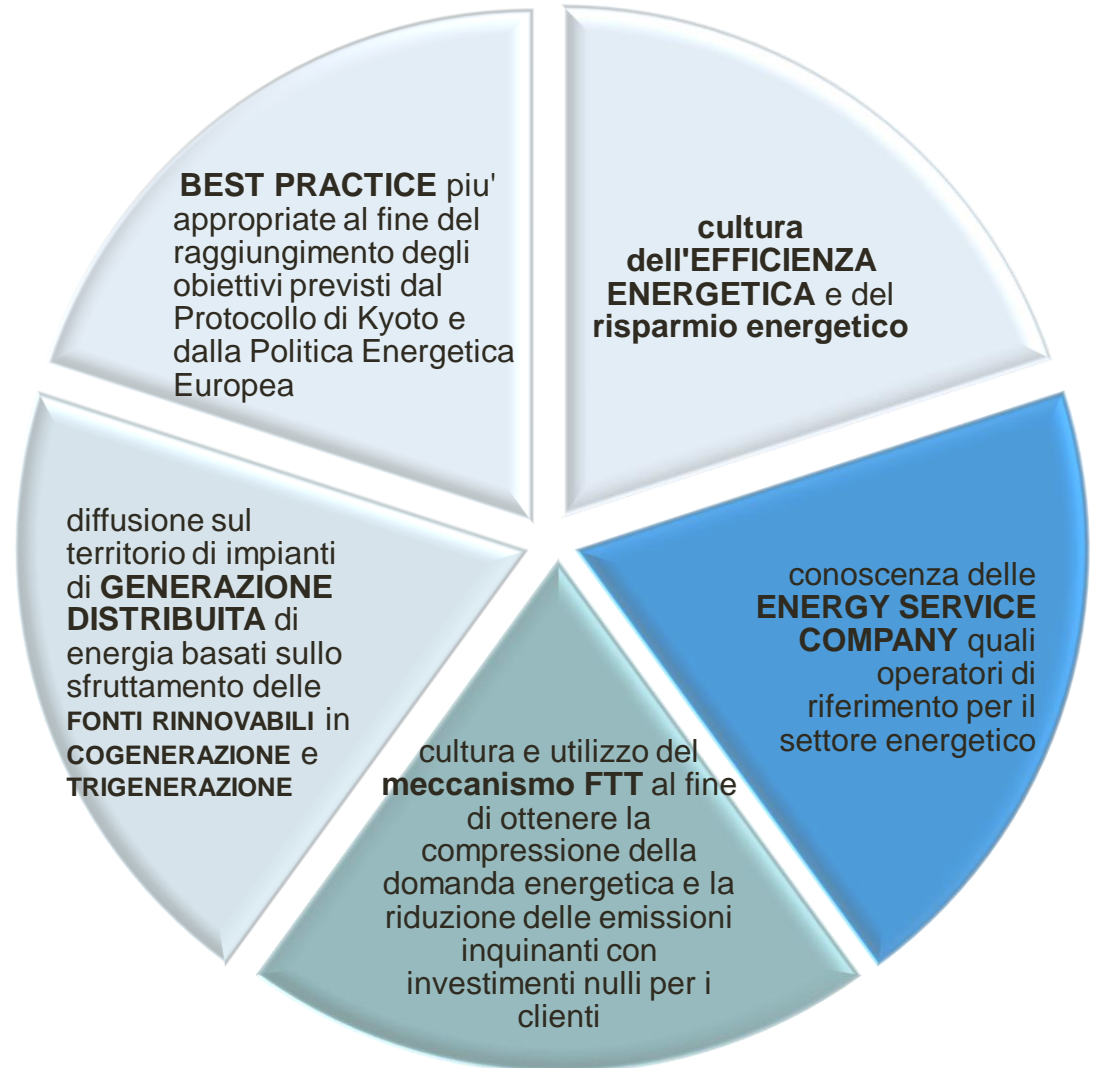 BEST PRACTICE piu'
appropriate al fine del
raggiungimento degli
obiettivi previsti dal
Protocollo di Kyoto e
dalla Politica Energetica
Europea
cultura
dell'EFFICIENZA
ENERGETICA e del
risparmio energetico
diffusione sul
territorio di impianti
di GENERAZIONE
DISTRIBUITA di
energia basati sullo
sfruttamento delle
FONTI RINNOVABILI in
COGENERAZIONE e
TRIGENERAZIONE
conoscenza delle
ENERGY SERVICE
COMPANY quali
operatori di
riferimento per il
settore energetico
cultura e utilizzo del
meccanismo FTT al fine
di ottenere la
compressione della
domanda energetica e la
riduzione delle emissioni
inquinanti con
investimenti nulli per i
clienti